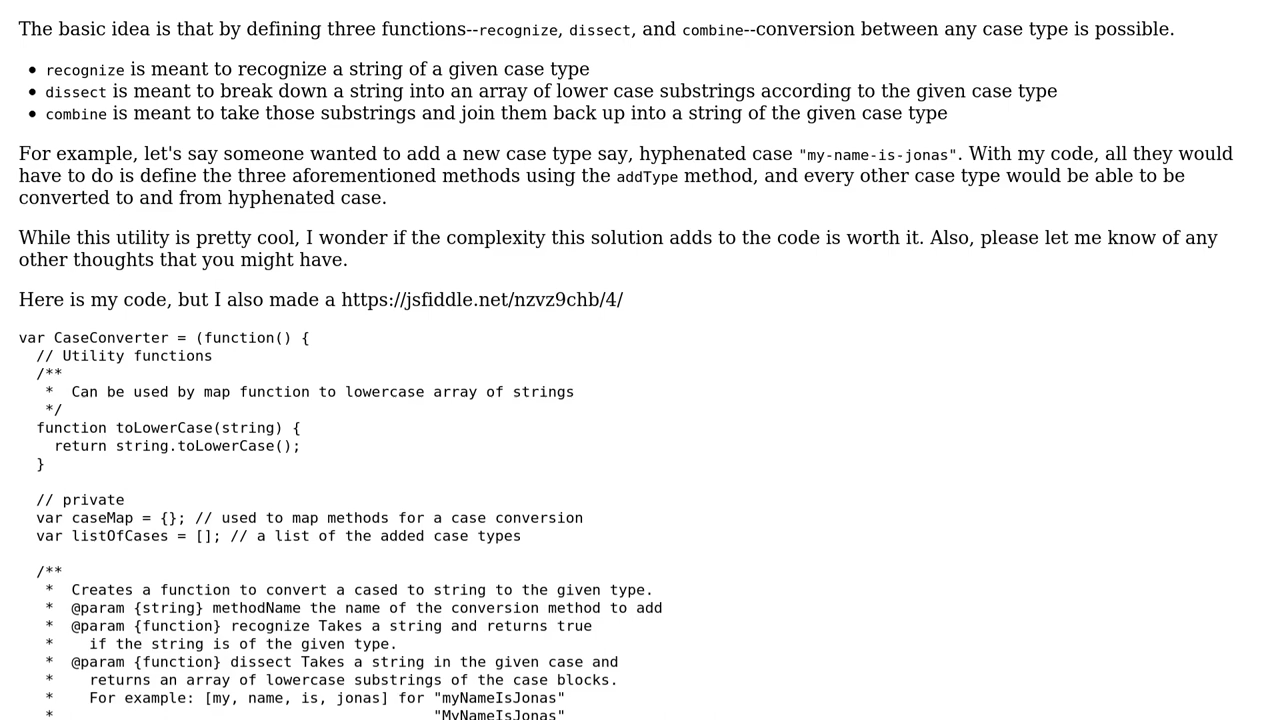 The basic idea is that by defining three functions--recognize, dissect, and combine--conversion between any case type is possible.
• recognize is meant to recognize a string of a given case type
• dissect is meant to break down a string into an array of lower case substrings according to the given case type
• combine is meant to take those substrings and join them back up into a string of the given case type
For example, let's say someone wanted to add a new case type say, hyphenated case "my-name-is-jonas". With my code, all they would
have to do is define the three aforementioned methods using the addType method, and every other case type would be able to be
converted to and from hyphenated case.
While this utility is pretty cool, I wonder if the complexity this solution adds to the code is worth it. Also, please let me know of any
other thoughts that you might have.
Here is my code, but I also made a https://jsfiddle.net/nzvz9chb/4/
var CaseConverter = (function() {
  // Utility functions
  /**
   *  Can be used by map function to lowercase array of strings
   */
  function toLowerCase(string) {
    return string.toLowerCase();
  }
  // private
  var caseMap = {}; // used to map methods for a case conversion
  var listOfCases = []; // a list of the added case types
  /**
   *  Creates a function to convert a cased to string to the given type.
   *  @param {string} methodName the name of the conversion method to add
   *  @param {function} recognize Takes a string and returns true
   *    if the string is of the given type.
   *  @param {function} dissect Takes a string in the given case and
   *    returns an array of lowercase substrings of the case blocks.
   *    For example: [my, name, is, jonas] for "myNameIsJonas"
   *                                           "MyNameIsJonas"